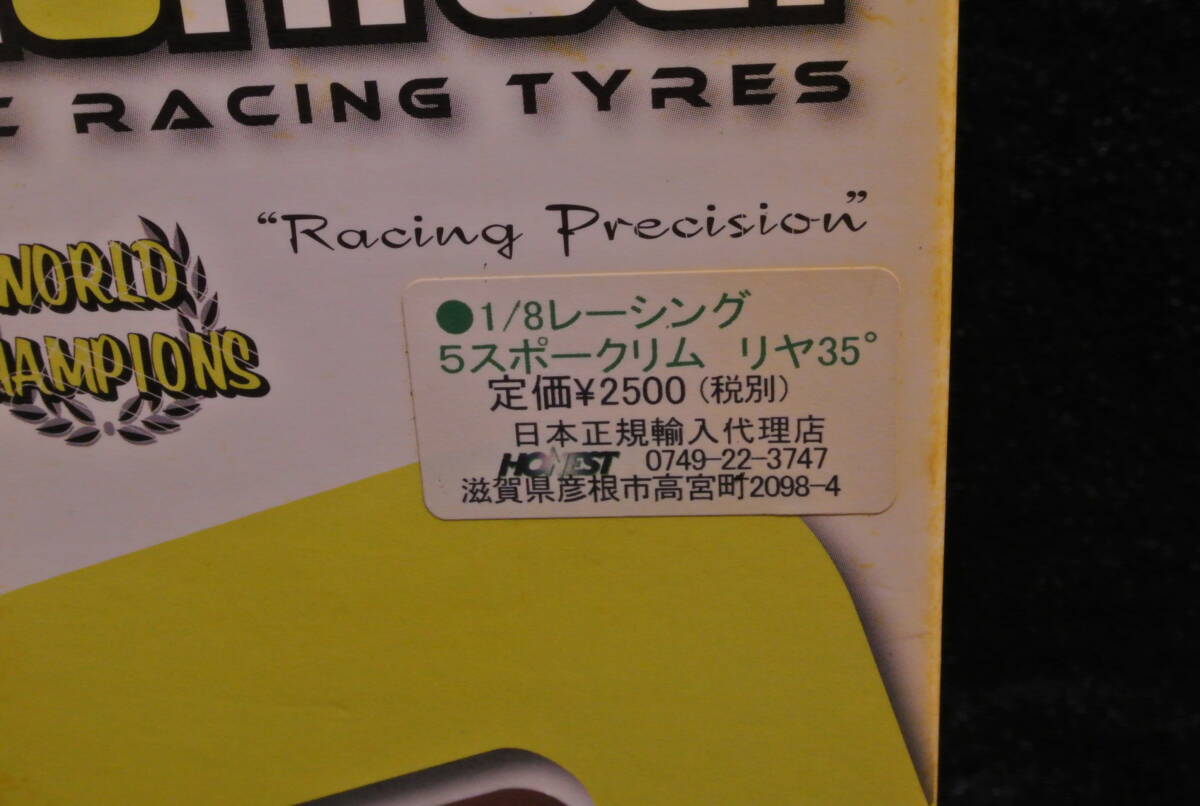 RACING TYRES
"Racing Precision"
WORLD
CHAMPIONS
●1/8レーシング
5スポークリム リヤ35°
定価¥2500(税別)
日本正規輸入代理店
HONEST 0749-22-3747
滋賀県彦根市高宮町2098-4